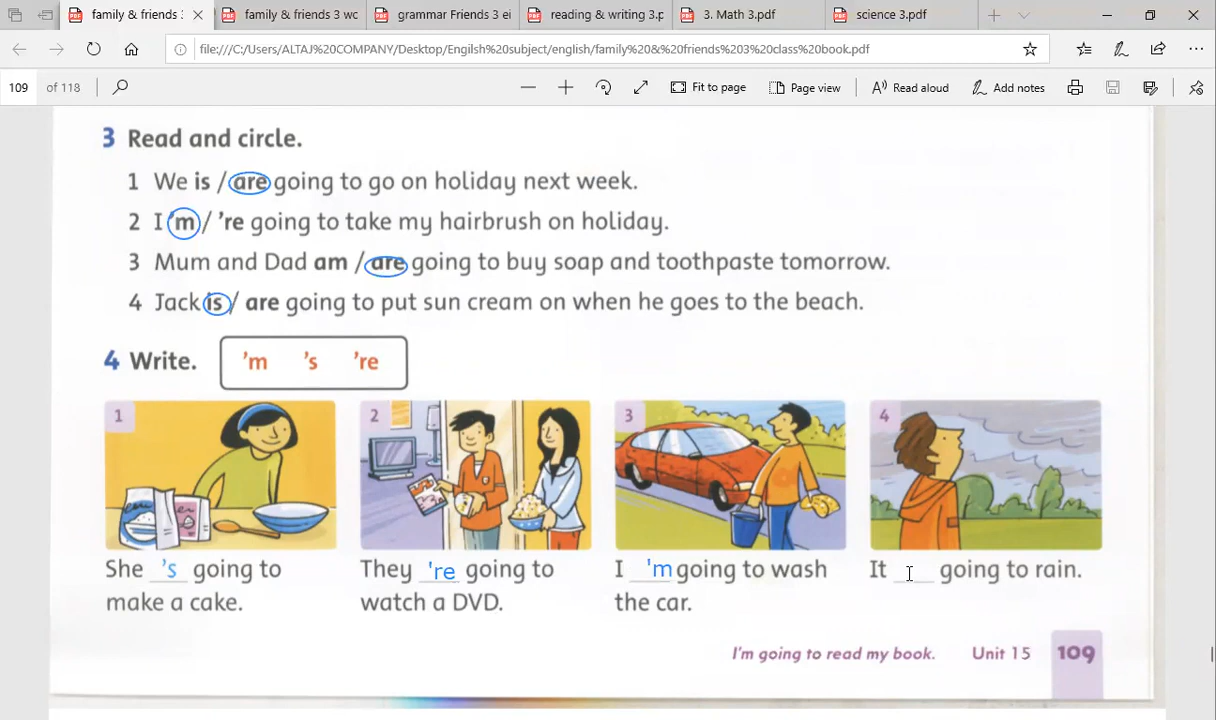 family & friends 3
family & friends 3 wo
grammar Friends 3 ei
reading & writing 3.p
3. Math 3.pdf
science 3.pdf
file:///C:/Users/ALTAJ%20COMPANY/Desktop/Engilsh%20subject/english/family%20&%20friends%203%20class%20book.pdf
109 of 118
Fit to page
Page view
Read aloud
Add notes
3 Read and circle.
1 We is / are going to go on holiday next week.
2 I 'm / 're going to take my hairbrush on holiday.
3 Mum and Dad am / are going to buy soap and toothpaste tomorrow.
4 Jack is / are going to put sun cream on when he goes to the beach.
4 Write. 'm 's 're
1
2
3
4
She 's going to
make a cake.
They 're going to
watch a DVD.
I 'm going to wash
the car.
It ____ going to rain.
I'm going to read my book. Unit 15 109